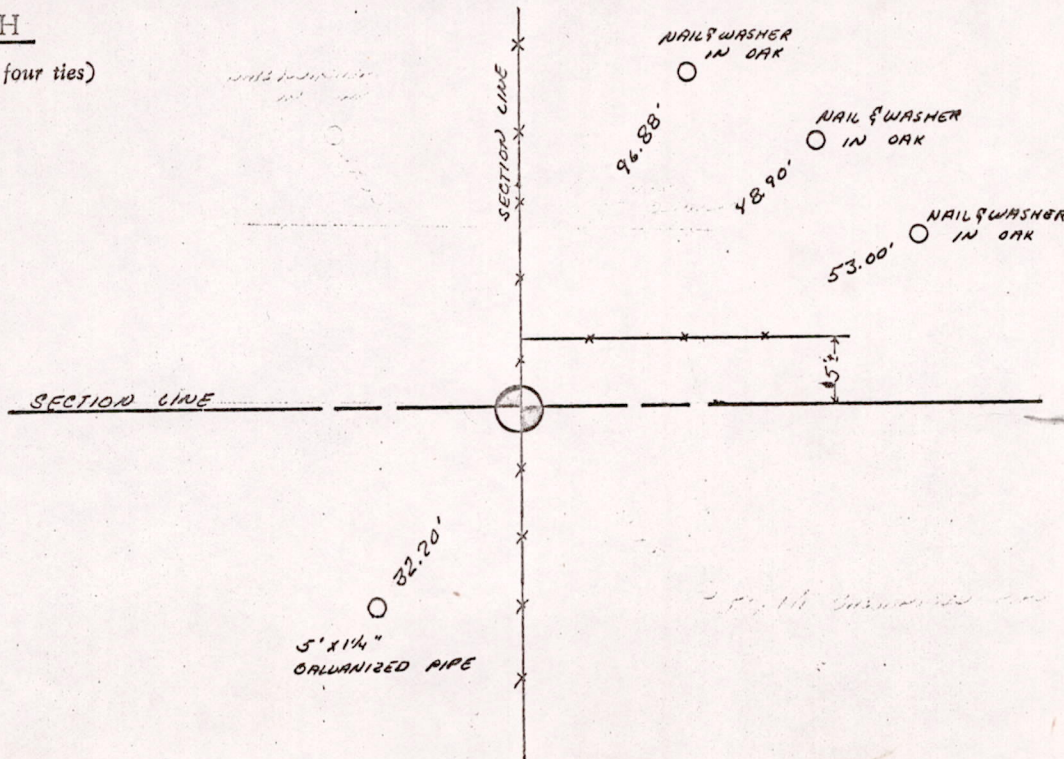 H
four ties)
NAIL & WASHER
IN OAK
96.88'
SECTION LINE
NAIL & WASHER
IN OAK
48.90'
NAIL & WASHER
IN OAK
53.00'
SECTION LINE
32.20'
5' X 1¼"
GALVANIZED PIPE